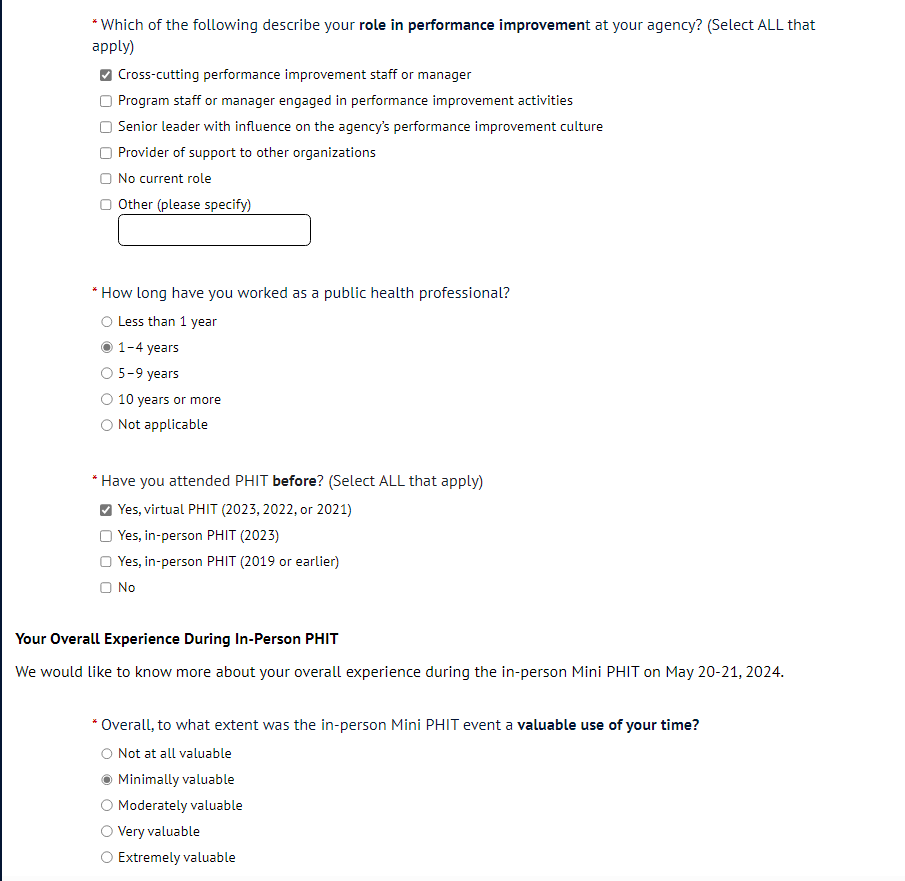 * Which of the following describe your role in performance improvement at your agency? (Select ALL that
apply)
Cross-cutting performance improvement staff or manager
Program staff or manager engaged in performance improvement activities
Senior leader with influence on the agency's performance improvement culture
Provider of support to other organizations
No current role
Other (please specify)
* How long have you worked as a public health professional?
Less than 1 year
1-4 years
5-9 years
10 years or more
Not applicable
* Have you attended PHIT before? (Select ALL that apply)
Yes, virtual PHIT (2023, 2022, or 2021)
Yes, in-person PHIT (2023)
Yes, in-person PHIT (2019 or earlier)
No
Your Overall Experience During In-Person PHIT
We would like to know more about your overall experience during the in-person Mini PHIT on May 20-21, 2024.
* Overall, to what extent was the in-person Mini PHIT event a valuable use of your time?
Not at all valuable
Minimally valuable
Moderately valuable
Very valuable
Extremely valuable